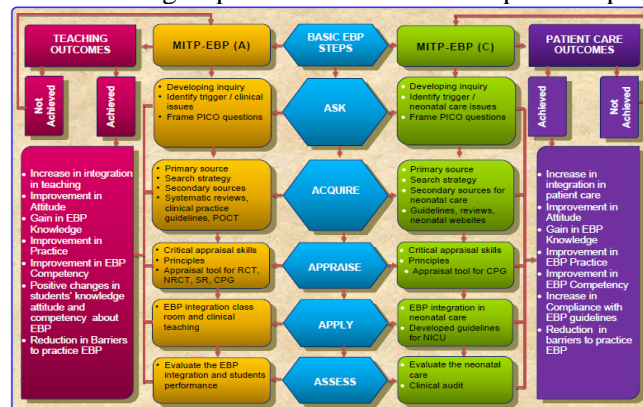 TEACHING
OUTCOMES
MITP-EBP (A)
BASIC EBP
STEPS
MITP-EBP (C)
PATIENT CARE
OUTCOMES
Not
Achieved
Achieved
• Developing inquiry
• Identify trigger / clinical
issues
• Frame PICO questions
ASK
• Developing inquiry
• Identify trigger /
neonatal care issues
• Frame PICO questions
Achieved
Not
Achieved
• Increase in integration
in teaching
• Improvement in
Attitude
• Gain in EBP
Knowledge
• Improvement in
Practice
• Improvement in EBP
Competency
• Positive changes in
students' knowledge
attitude and
competency about
EBP
• Reduction in Barriers
to practice EBP
• Primary source
• Search strategy
• Secondary sources
• Systematic reviews,
clinical practice
guidelines, POCT
ACQUIRE
• Primary source
• Search strategy
• Secondary sources for
neonatal care
• Guidelines, reviews,
neonatal websites
• Increase in
integration in
patient care
• Improvement in
Attitude
• Gain in EBP
Knowledge
• Improvement in
EBP Practice
• Improvement in
EBP Competency
• Increase in
Compliance with
EBP guidelines
• Reduction in
barriers to practice
EBP
• Critical appraisal skills
• Principles
• Appraisal tool for RCT,
NRCT, SR, CPG
APPRAISE
• Critical appraisal skills
• Principles
• Appraisal tool for CPG
• EBP integration class
room and clinical
teaching
APPLY
• EBP integration in
neonatal care
• Developed guidelines
for NICU
• Evaluate the EBP
integration and students
performance
ASSESS
• Evaluate the neonatal
care
• Clinical audit